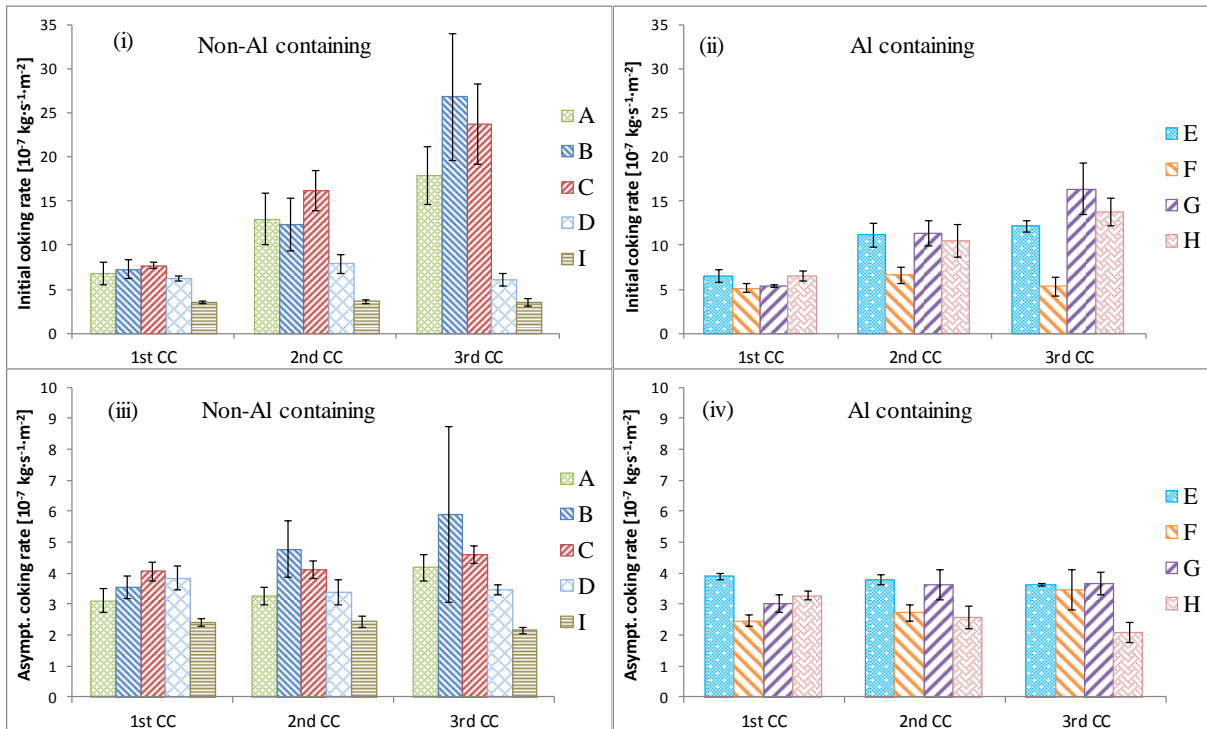 (i) Non-Al containing
Initial coking rate [10⁻⁷ kg·s⁻¹·m⁻²]
35
30
25
20
15
10
5
0
1st CC 2nd CC 3rd CC
A
B
C
D
I
(ii) Al containing
Initial coking rate [10⁻⁷ kg·s⁻¹·m⁻²]
35
30
25
20
15
10
5
0
1st CC 2nd CC 3rd CC
E
F
G
H
(iii) Non-Al containing
Asympt. coking rate [10⁻⁷ kg·s⁻¹·m⁻²]
10
9
8
7
6
5
4
3
2
1
0
1st CC 2nd CC 3rd CC
A
B
C
D
I
(iv) Al containing
Asympt. coking rate [10⁻⁷ kg·s⁻¹·m⁻²]
10
9
8
7
6
5
4
3
2
1
0
1st CC 2nd CC 3rd CC
E
F
G
H